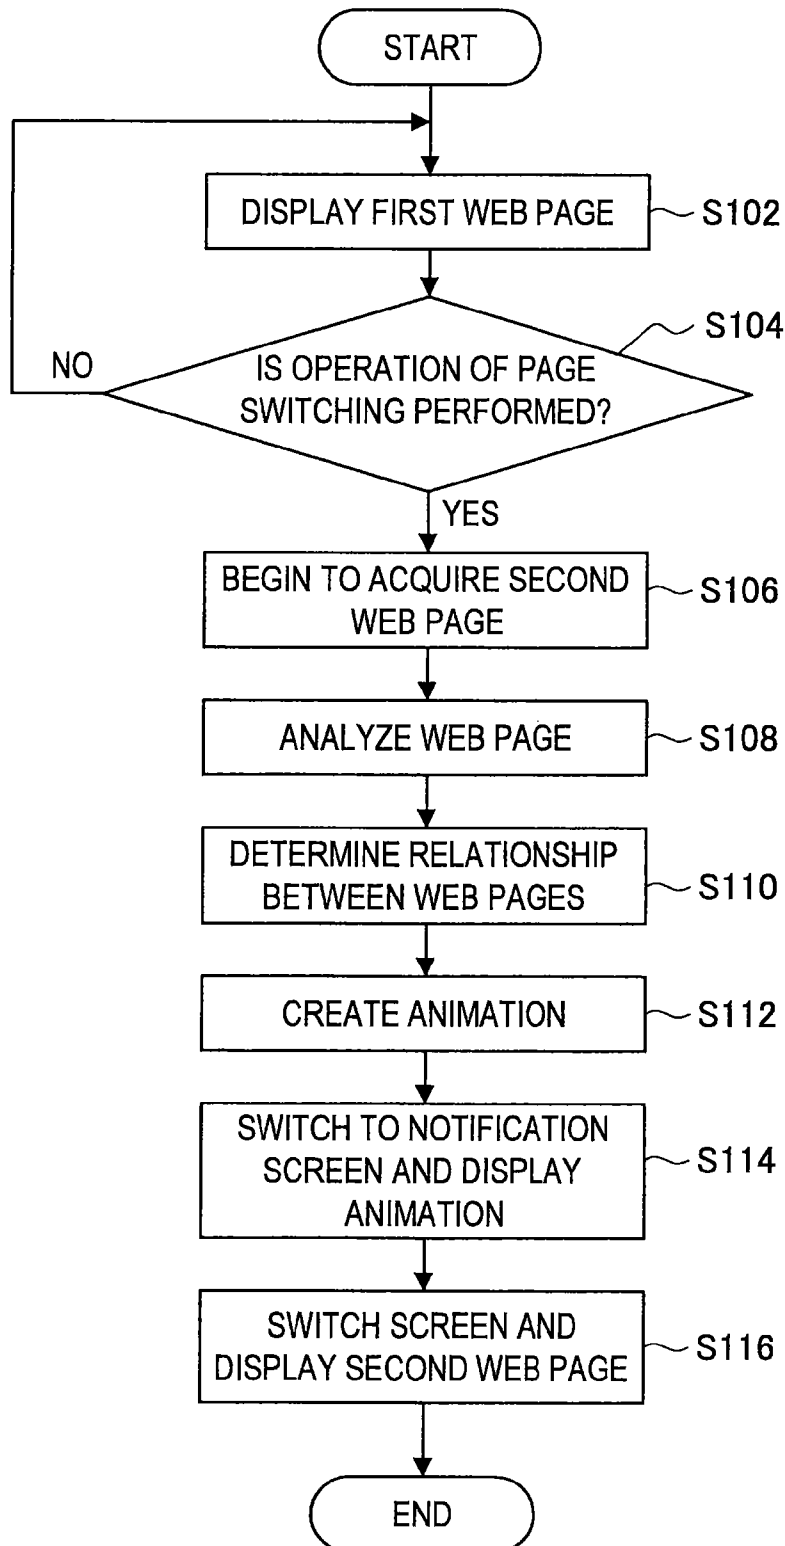 START
DISPLAY FIRST WEB PAGE
S102
S104
IS OPERATION OF PAGE
SWITCHING PERFORMED?
NO
YES
BEGIN TO ACQUIRE SECOND
WEB PAGE
S106
ANALYZE WEB PAGE
S108
DETERMINE RELATIONSHIP
BETWEEN WEB PAGES
S110
CREATE ANIMATION
S112
SWITCH TO NOTIFICATION
SCREEN AND DISPLAY
ANIMATION
S114
SWITCH SCREEN AND
DISPLAY SECOND WEB PAGE
S116
END